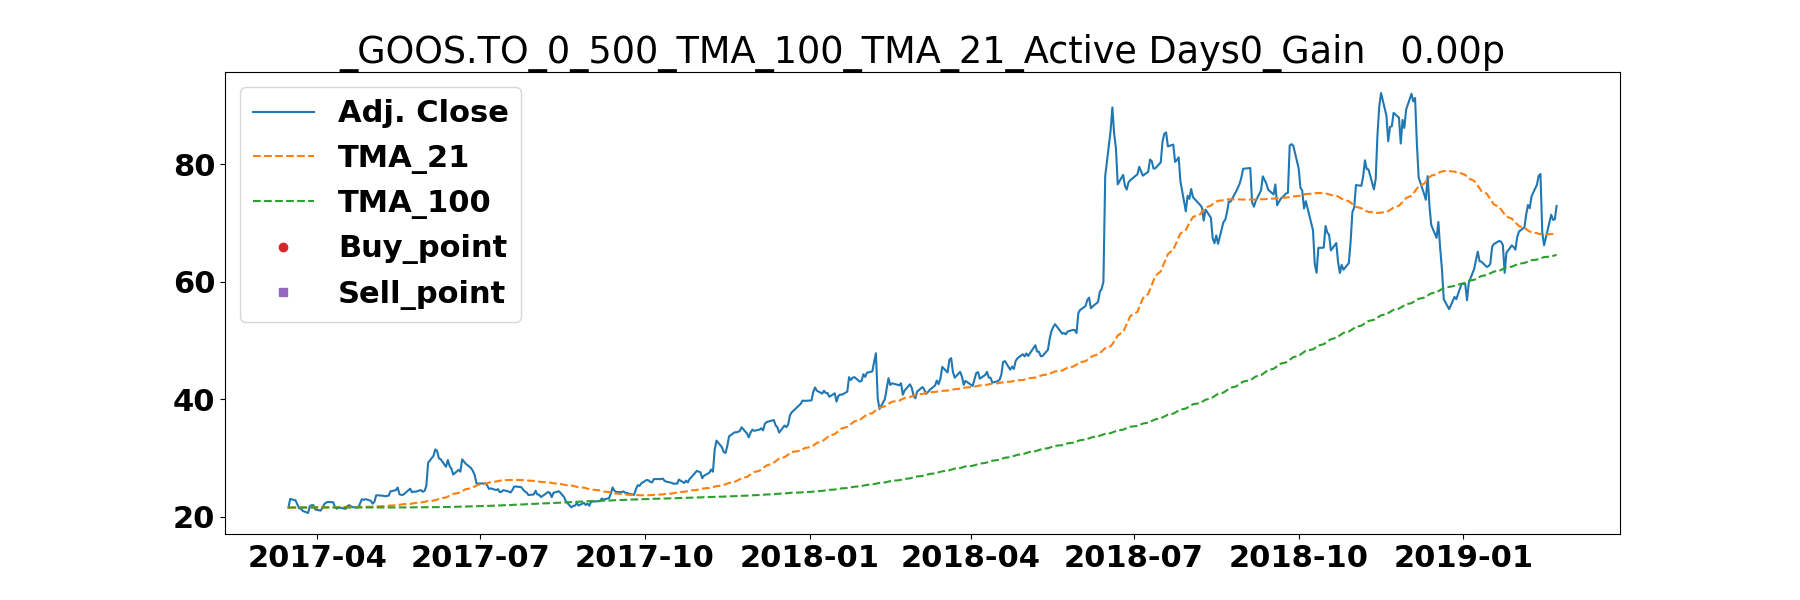 _GOOS.TO_0_500_TMA_100_TMA_21_Active Days0_Gain   0.00p
Adj. Close
TMA_21
TMA_100
Buy_point
Sell_point
80
60
40
20
2017-04 2017-07 2017-10 2018-01 2018-04 2018-07 2018-10 2019-01